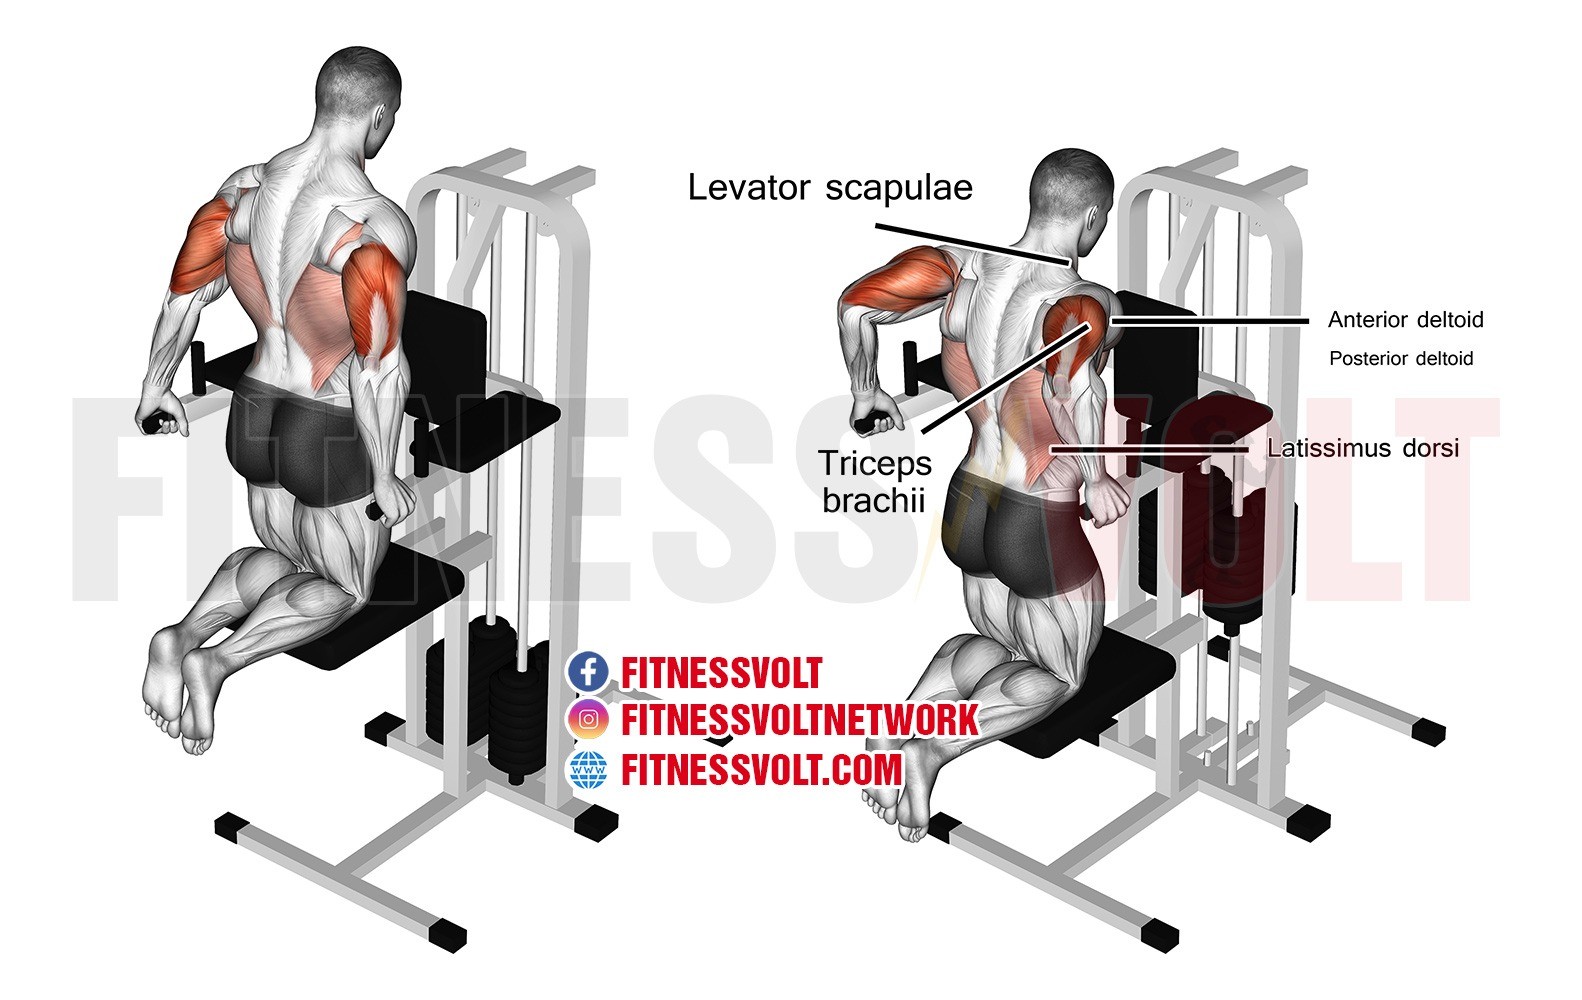 Levator scapulae
Anterior deltoid
Posterior deltoid
FITNESSVOLT
Triceps
brachii
Latissimus dorsi
FITNESSVOLT
FITNESSVOLTNETWORK
WWW
FITNESSVOLT.COM